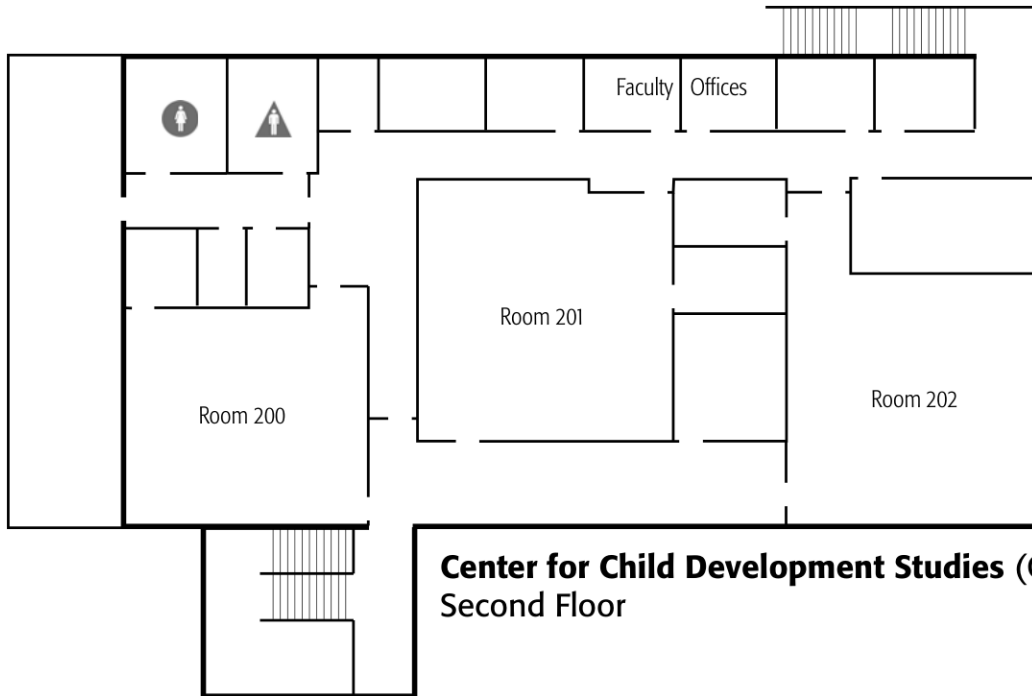 Faculty Offices
Room 201
Room 202
Room 200
Center for Child Development Studies (
Second Floor